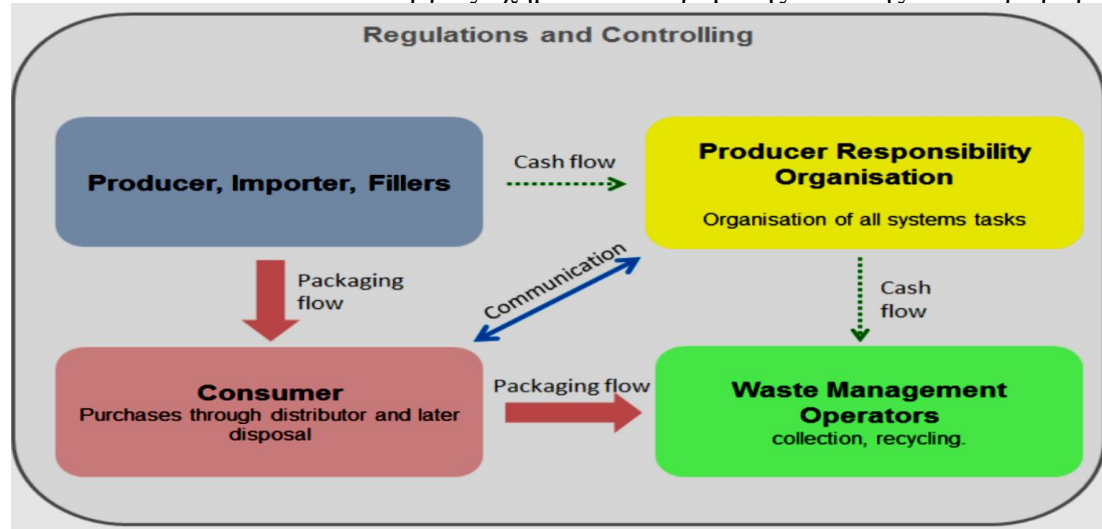 Regulations and Controlling
Producer, Importer, Fillers
Cash flow
Producer Responsibility
Organisation
Organisation of all systems tasks
Packaging
flow
Communication
Cash
flow
Consumer
Purchases through distributor and later
disposal
Packaging flow
Waste Management
Operators
collection, recycling.